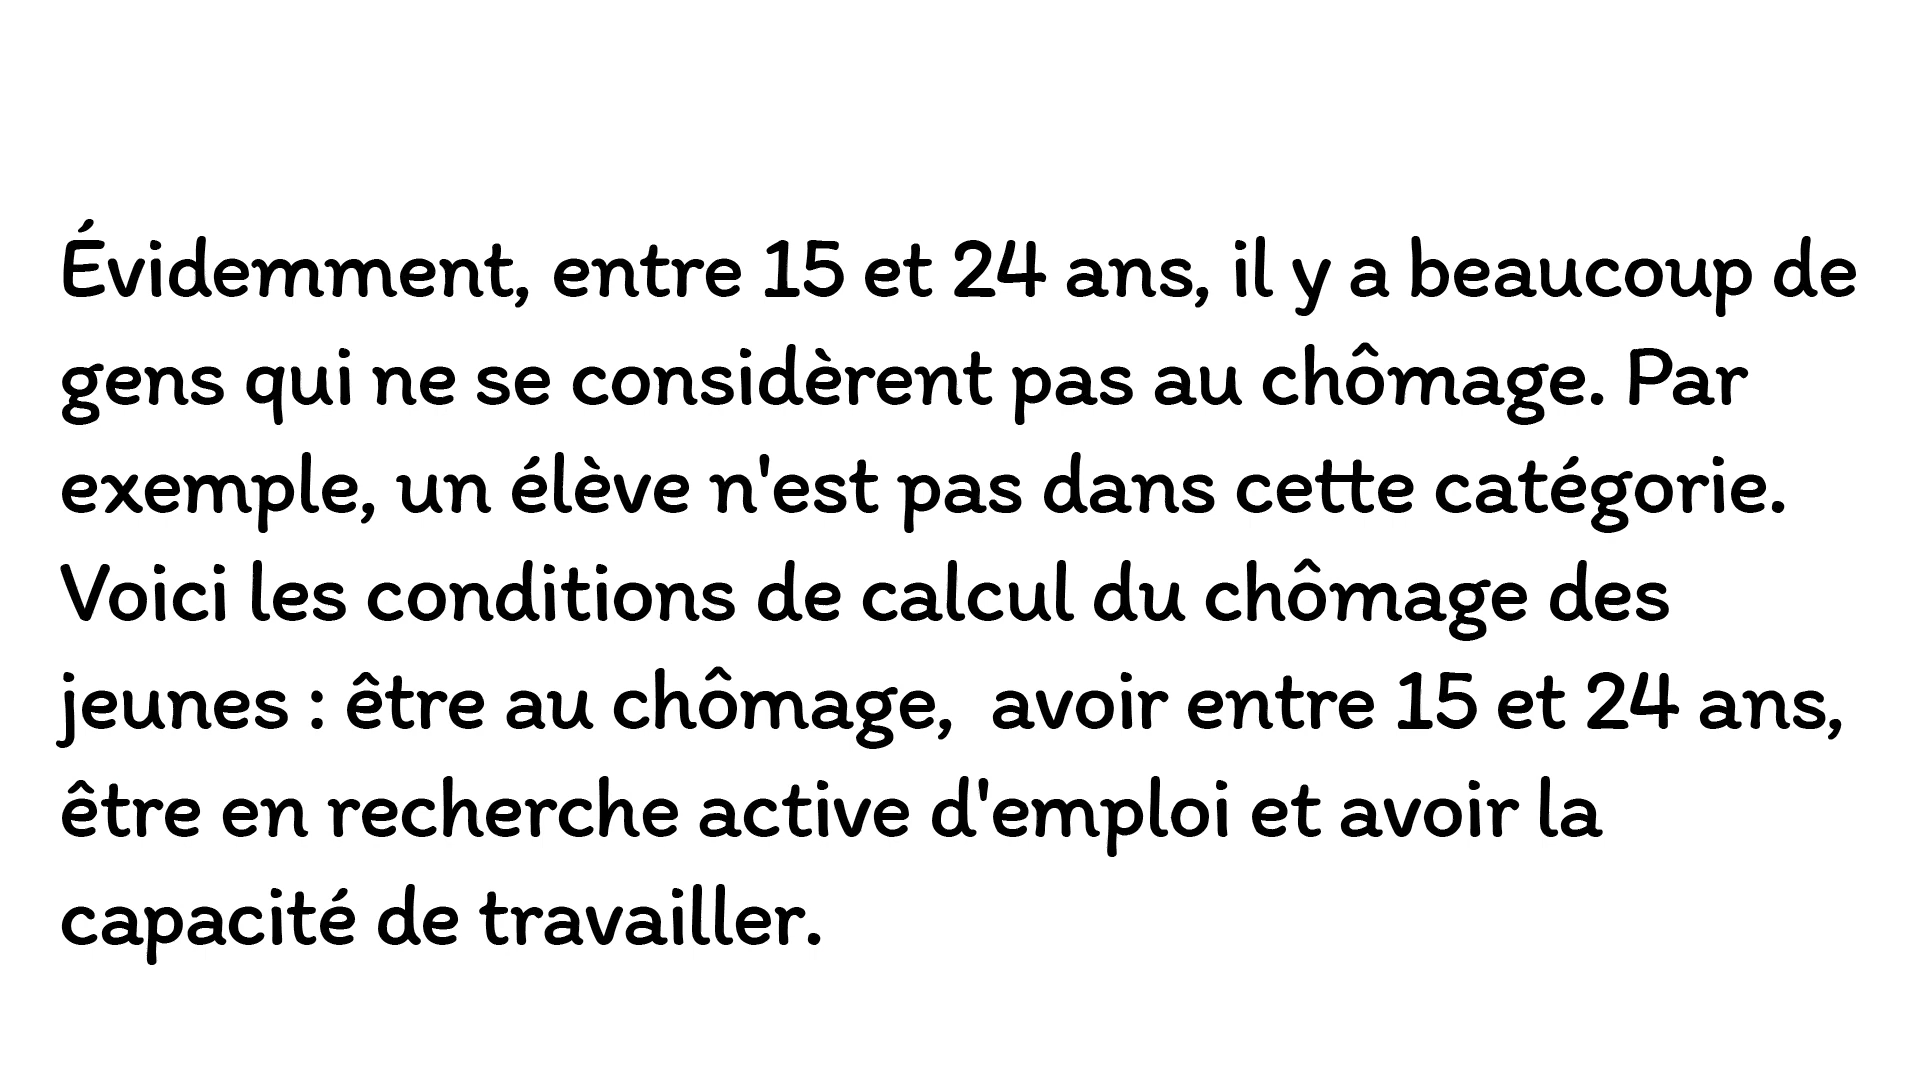 Évidemment, entre 15 et 24 ans, il y a beaucoup de
gens qui ne se considèrent pas au chômage. Par
exemple, un élève n'est pas dans cette catégorie.
Voici les conditions de calcul du chômage des
jeunes : être au chômage,  avoir entre 15 et 24 ans,
être en recherche active d'emploi et avoir la
capacité de travailler.